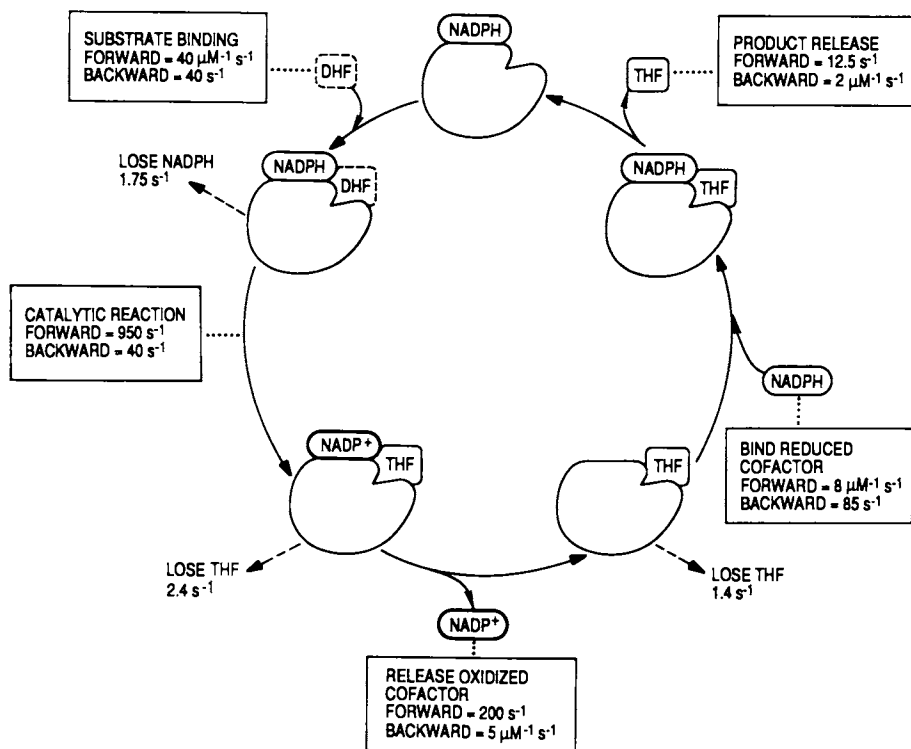 NADPH
SUBSTRATE BINDING
FORWARD = 40 μM⁻¹ s⁻¹
BACKWARD = 40 s⁻¹
DHF
THF
PRODUCT RELEASE
FORWARD = 12.5 s⁻¹
BACKWARD = 2 μM⁻¹ s⁻¹
NADPH
DHF
LOSE NADPH
1.75 s⁻¹
NADPH
THF
CATALYTIC REACTION
FORWARD = 950 s⁻¹
BACKWARD = 40 s⁻¹
NADPH
BIND REDUCED
COFACTOR
FORWARD = 8 μM⁻¹ s⁻¹
BACKWARD = 85 s⁻¹
NADP⁺
THF
THF
LOSE THF
2.4 s⁻¹
LOSE THF
1.4 s⁻¹
NADP⁺
RELEASE OXIDIZED
COFACTOR
FORWARD = 200 s⁻¹
BACKWARD = 5 μM⁻¹ s⁻¹